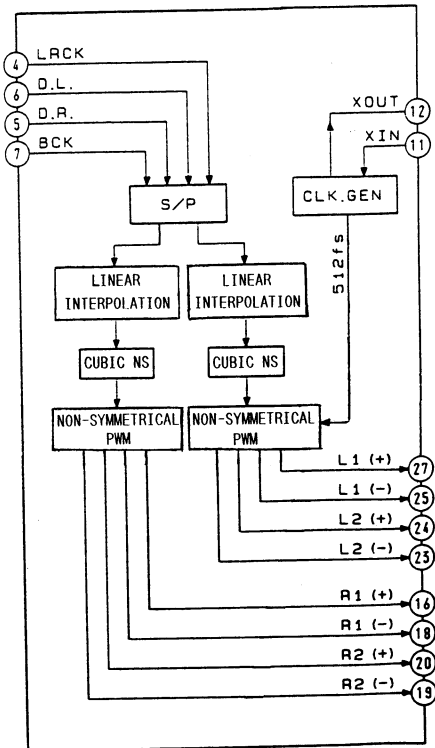 4 LRCK
6 D.L.
5 D.R.
7 BCK
XOUT 12
XIN 11
S/P
CLK.GEN
512fs
LINEAR INTERPOLATION
LINEAR INTERPOLATION
CUBIC NS
CUBIC NS
NON-SYMMETRICAL PWM
NON-SYMMETRICAL PWM
L1 (+) 27
L1 (-) 25
L2 (+) 24
L2 (-) 23
R1 (+) 16
R1 (-) 18
R2 (+) 20
R2 (-) 19